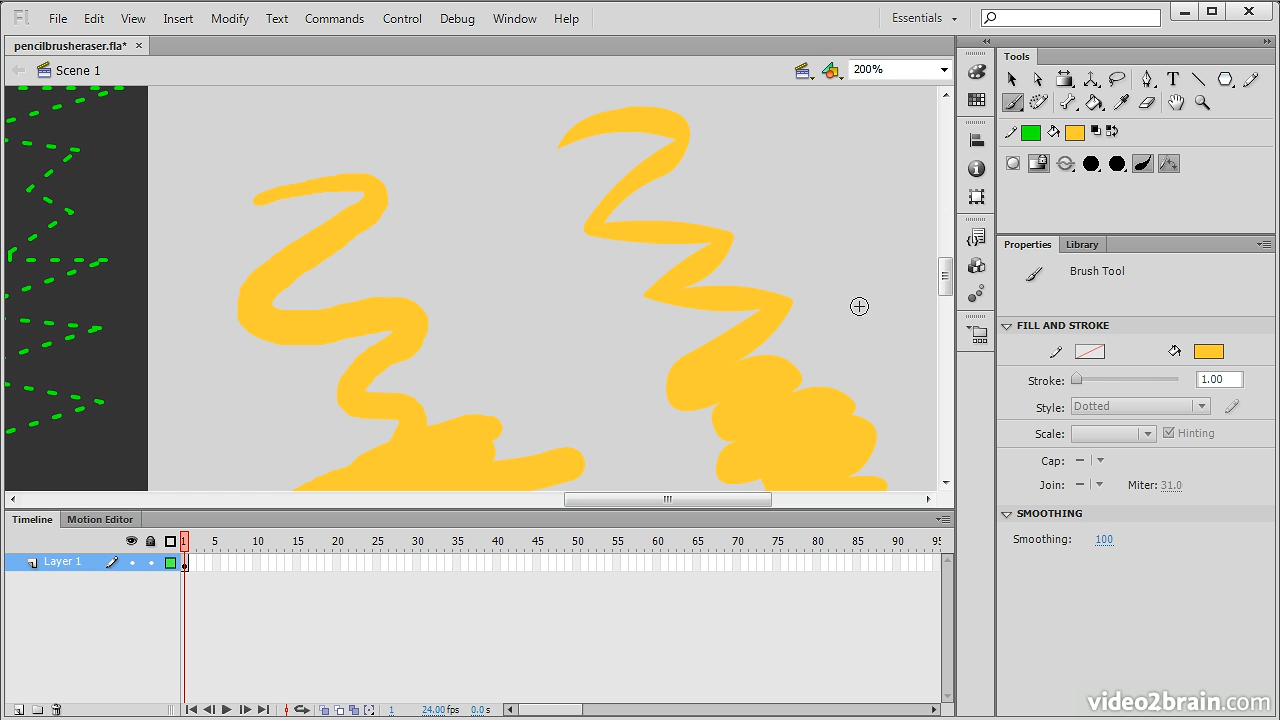 Fl File Edit View Insert Modify Text Commands Control Debug Window Help Essentials
pencilbrusheraser.fla*
Scene 1 200%
Tools
Properties Library
Brush Tool
FILL AND STROKE
Stroke: 1.00
Style: Dotted
Scale: Hinting
Cap:
Join: Miter: 31.0
SMOOTHING
Smoothing: 100
Timeline Motion Editor
1 5 10 15 20 25 30 35 40 45 50 55 60 65 70 75 80 85 90 95
Layer 1
1 24.00 fps 0.0 s
video2brain.com